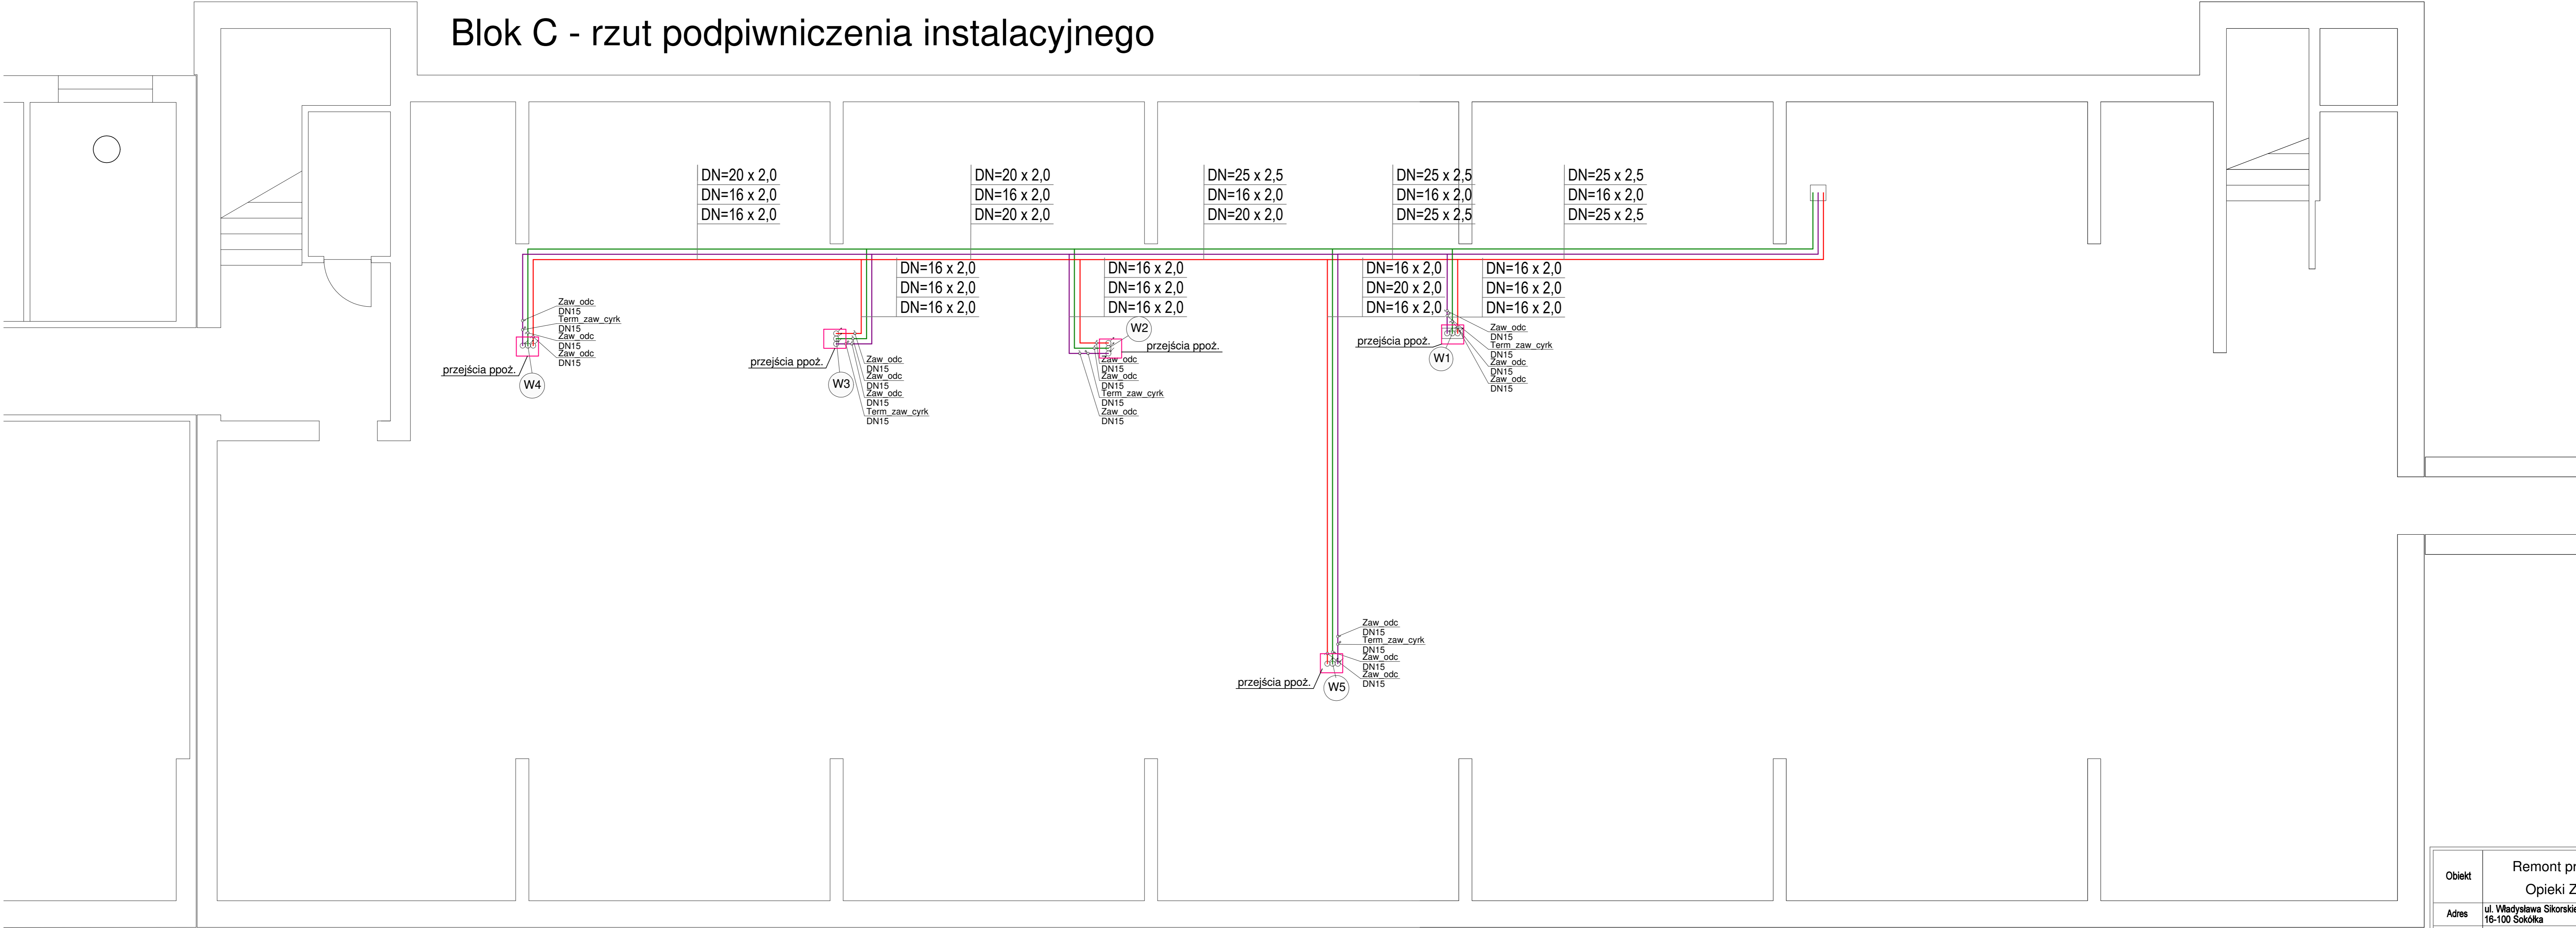 Blok C - rzut podpiwniczenia instalacyjnego
DN=20 x 2,0
DN=16 x 2,0
DN=16 x 2,0
DN=20 x 2,0
DN=16 x 2,0
DN=20 x 2,0
DN=25 x 2,5
DN=16 x 2,0
DN=20 x 2,0
DN=25 x 2,5
DN=16 x 2,0
DN=25 x 2,5
DN=25 x 2,5
DN=16 x 2,0
DN=25 x 2,5
DN=16 x 2,0
DN=16 x 2,0
DN=16 x 2,0
DN=16 x 2,0
DN=16 x 2,0
DN=16 x 2,0
DN=16 x 2,0
DN=20 x 2,0
DN=16 x 2,0
DN=16 x 2,0
DN=16 x 2,0
DN=16 x 2,0
Zaw_odc
DN15
Term_zaw_cyrk
DN15
Zaw_odc
DN15
Zaw_odc
DN15
przejścia ppoż.
W4
przejścia ppoż.
W3
Zaw_odc
DN15
Zaw_odc
DN15
Zaw_odc
DN15
Term_zaw_cyrk
DN15
W2
przejścia ppoż.
Zaw_odc
DN15
Zaw_odc
DN15
Term_zaw_cyrk
DN15
Zaw_odc
DN15
przejścia ppoż.
W1
Zaw_odc
DN15
Term_zaw_cyrk
DN15
Zaw_odc
DN15
Zaw_odc
DN15
Zaw_odc
DN15
Term_zaw_cyrk
DN15
Zaw_odc
DN15
Zaw_odc
DN15
przejścia ppoż.
W5
Obiekt
Remont pr
Opieki Z
Adres
ul. Władysława Sikorskie
16-100 Sokółka